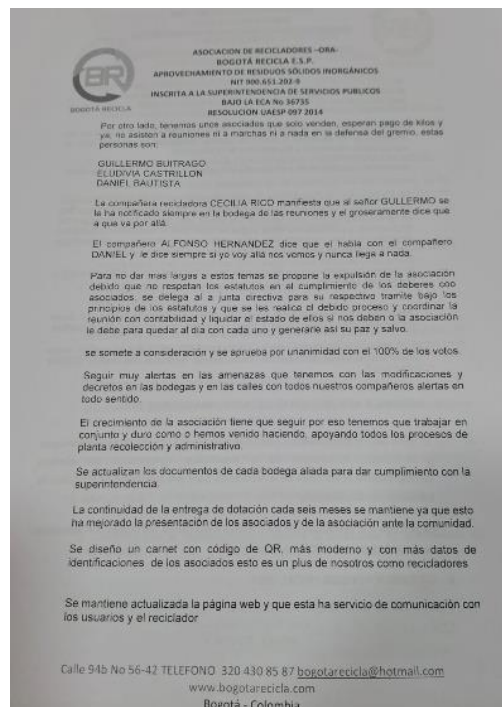 ASOCIACION DE RECICLADORES –ORA-
BOGOTÁ RECICLA E.S.P.
APROVECHAMIENTO DE RESIDUOS SÓLIDOS INORGÁNICOS
NIT 900.651.202-9
INSCRITA A LA SUPERINTENDENCIA DE SERVICIOS PUBLICOS
BAJO LA ECA No 36735
RESOLUCIÓN UAESP 097 2014
BR
BOGOTÁ RECICLA
Por otro lado, tenemos unos asociados que solo venden, esperan pago de kilos y
ya, no asisten a reuniones ni a marchas ni a nada en la defensa del gremio, estas
personas son:
GUILLERMO BUITRAGO
ELUDIVIA CASTRILLON
DANIEL BAUTISTA
La compañera recicladora CECILIA RICO manifiesta que al señor GULLERMO se
le ha notificado siempre en la bodega de las reuniones y el groseramente dice que
a que va por allá.
El compañero ALFONSO HERNANDEZ dice que el habla con el compañero
DANIEL y le dice siempre si yo voy allá nos vemos y nunca llega a nada.
Para no dar mas largas a estos temas se propone la expulsión de la asociación
debido que no respetan los estatutos en el cumplimiento de los deberes coo
asociados, se delega al a junta directiva para su respectivo tramite bajo los
principios de los estatutos y que se les realice el debido proceso y coordinar la
reunión con contabilidad y liquidar el estado de ellos si nos deben o la asociación
le debe para quedar al día con cada uno y generarle así su paz y salvo.
se somete a consideración y se aprueba por unanimidad con el 100% de los votos.
Seguir muy alertas en las amenazas que tenemos con las modificaciones y
decretos en las bodegas y en las calles con todos nuestros compañeros alertas en
todo sentido.
El crecimiento de la asociación tiene que seguir por eso tenemos que trabajar en
conjunto y duro como o hemos venido haciendo, apoyando todos los procesos de
planta recolección y administrativo.
Se actualizan los documentos de cada bodega aliada para dar cumplimiento con la
superintendencia.
La continuidad de la entrega de dotación cada seis meses se mantiene ya que esto
ha mejorado la presentación de los asociados y de la asociación ante la comunidad.
Se diseño un carnet con código de QR, más moderno y con más datos de
identificaciones de los asociados esto es un plus de nosotros como recicladores
Se mantiene actualizada la página web y que esta ha servicio de comunicación con
los usuarios y el reciclador
Calle 94b No 56-42 TELEFONO 320 430 85 87 bogotarecicla@hotmail.com
www.bogotarecicla.com
Bogotá - Colombia